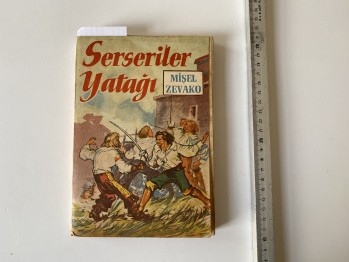 Serseriler
Yatağı
MİŞEL
ZEVAKO